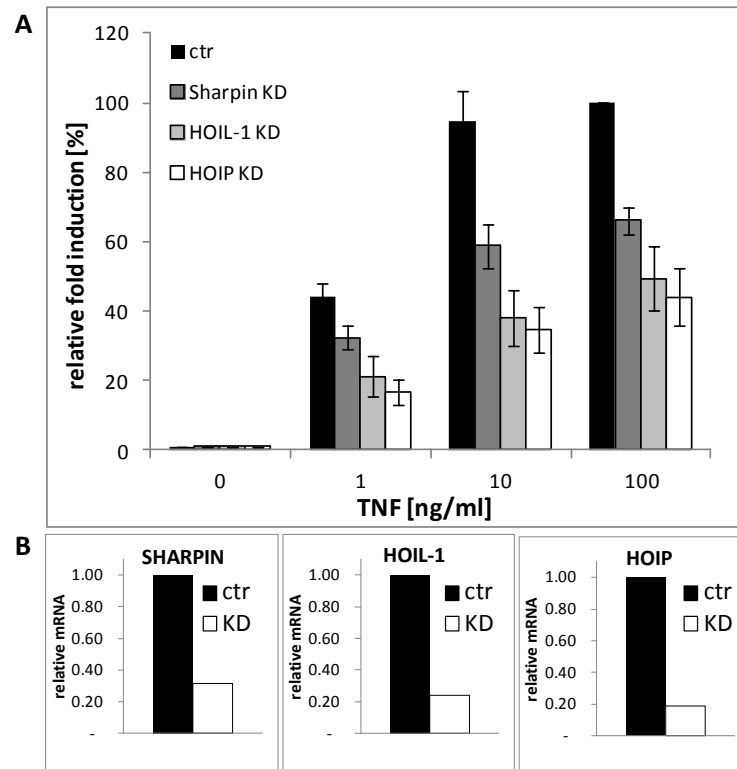 A
relative fold induction [%]
120
100
80
60
40
20
0
ctr
Sharpin KD
HOIL-1 KD
HOIP KD
0 1 10 100
TNF [ng/ml]
B
SHARPIN
relative mRNA
1.00
0.80
0.60
0.40
0.20
-
ctr
KD
HOIL-1
relative mRNA
1.00
0.80
0.60
0.40
0.20
-
ctr
KD
HOIP
relative mRNA
1.00
0.80
0.60
0.40
0.20
-
ctr
KD